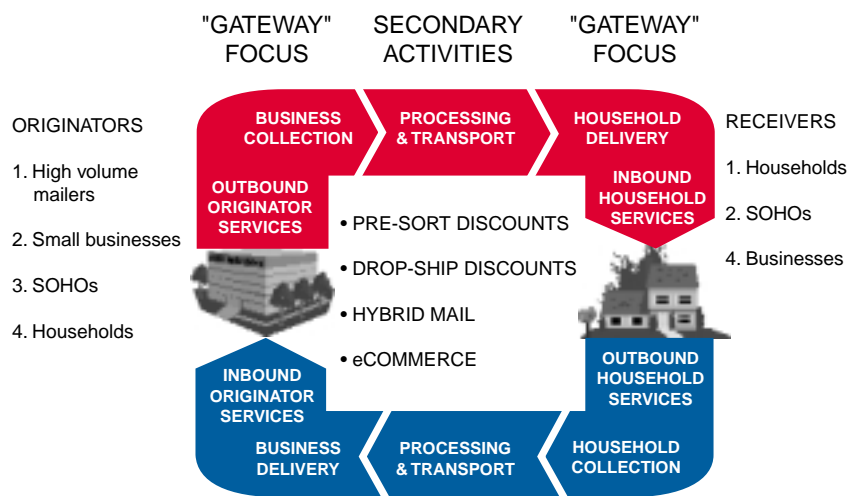 "GATEWAY"
FOCUS
SECONDARY
ACTIVITIES
"GATEWAY"
FOCUS
ORIGINATORS
1. High volume
mailers
2. Small businesses
3. SOHOs
4. Households
BUSINESS
COLLECTION
PROCESSING
& TRANSPORT
HOUSEHOLD
DELIVERY
OUTBOUND
ORIGINATOR
SERVICES
INBOUND
HOUSEHOLD
SERVICES
• PRE-SORT DISCOUNTS
• DROP-SHIP DISCOUNTS
• HYBRID MAIL
• eCOMMERCE
RECEIVERS
1. Households
2. SOHOs
4. Businesses
INBOUND
ORIGINATOR
SERVICES
OUTBOUND
HOUSEHOLD
SERVICES
BUSINESS
DELIVERY
PROCESSING
& TRANSPORT
HOUSEHOLD
COLLECTION